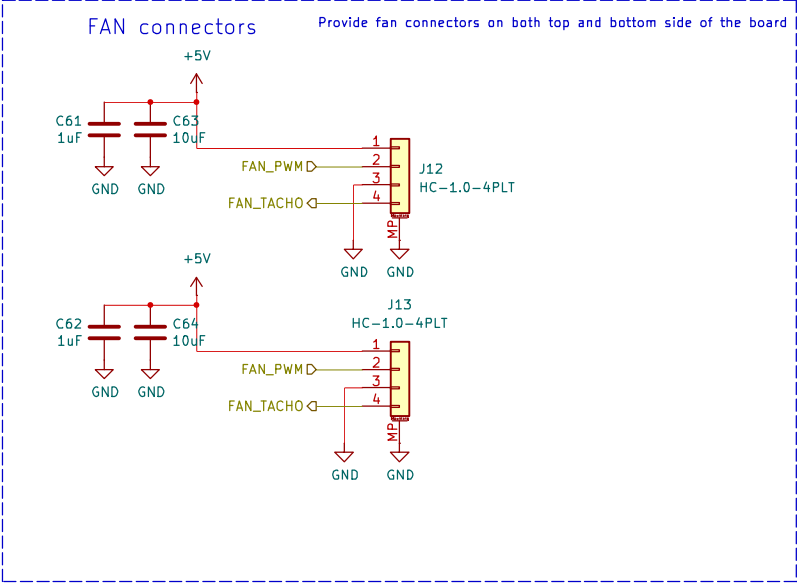 FAN connectors
Provide fan connectors on both top and bottom side of the board
+5V
C61
1uF
C63
10uF
GND
GND
FAN_PWM
FAN_TACHO
1
2
3
4
J12
HC-1.0-4PLT
MP
GND
GND
+5V
C62
1uF
C64
10uF
GND
GND
J13
HC-1.0-4PLT
FAN_PWM
FAN_TACHO
1
2
3
4
MP
GND
GND